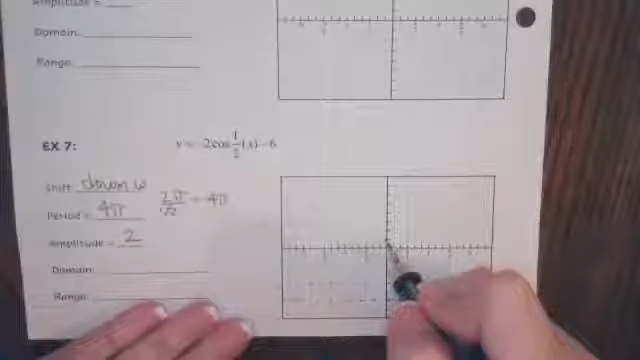 Amplitude =
Domain:
Range:
EX 7:
y = -2cos 1/2 (x) - 6
Shift down 6
Period = 4π 2π / 1/2 = 4π
Amplitude = 2
Domain:
Range: